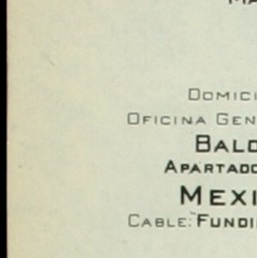 DOMICI
OFICINA GEN
BALD
APARTADO
MEXI
CABLE: FUNDI